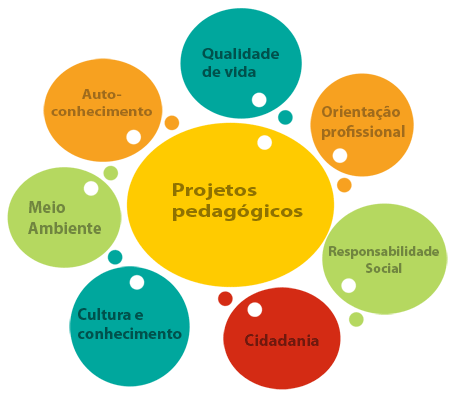 Qualidade
de vida
Auto-
conhecimento
Orientação
profissional
Projetos
pedagógicos
Meio
Ambiente
Responsabilidade
Social
Cultura e
conhecimento
Cidadania